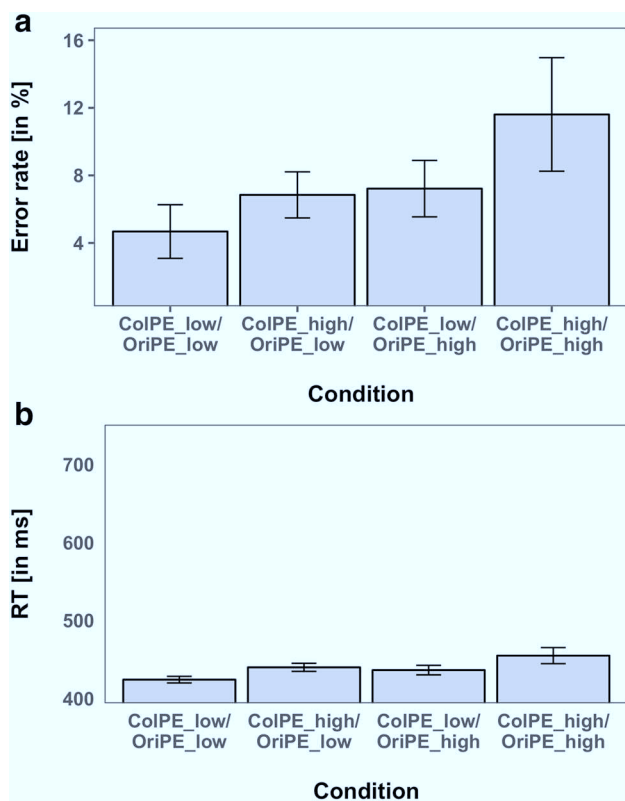 a
Error rate [in %]
16
12
8
4
ColPE_low/ ColPE_high/ ColPE_low/ ColPE_high/
OriPE_low OriPE_low OriPE_high OriPE_high
Condition
b
RT [in ms]
700
600
500
400
ColPE_low/ ColPE_high/ ColPE_low/ ColPE_high/
OriPE_low OriPE_low OriPE_high OriPE_high
Condition